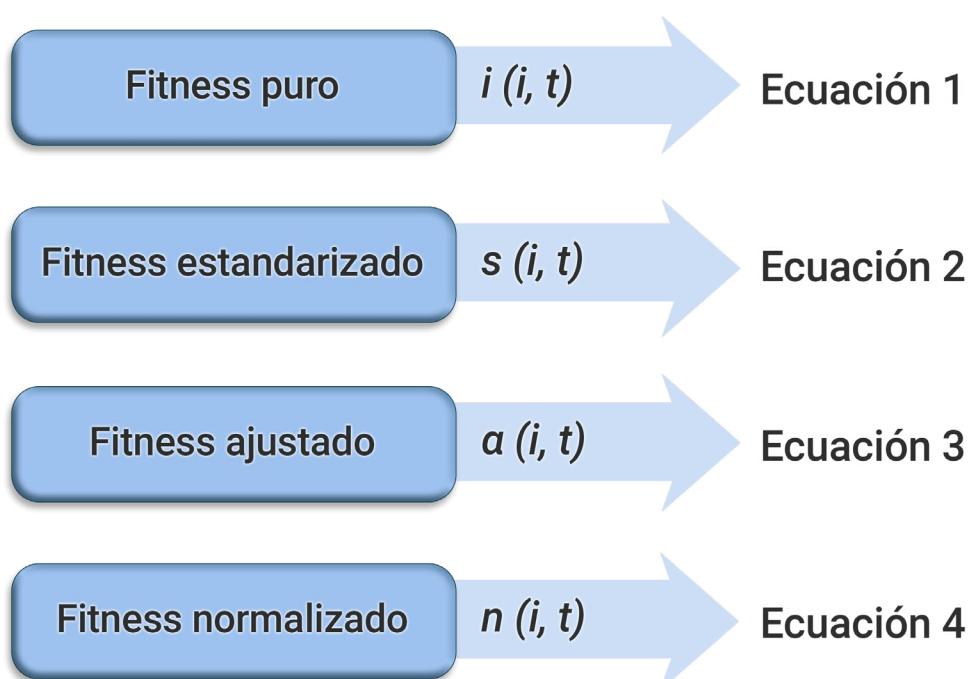 Fitness puro i (i, t) Ecuación 1
Fitness estandarizado s (i, t) Ecuación 2
Fitness ajustado a (i, t) Ecuación 3
Fitness normalizado n (i, t) Ecuación 4